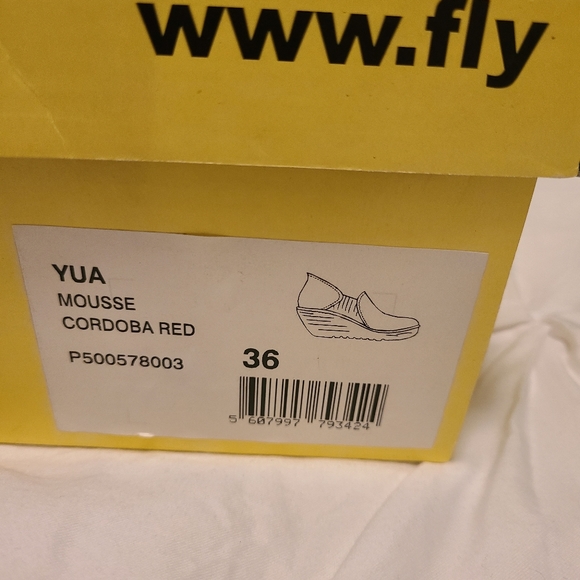 www.fly
YUA
MOUSSE
CORDOBA RED
P500578003
36
5 607997 793424